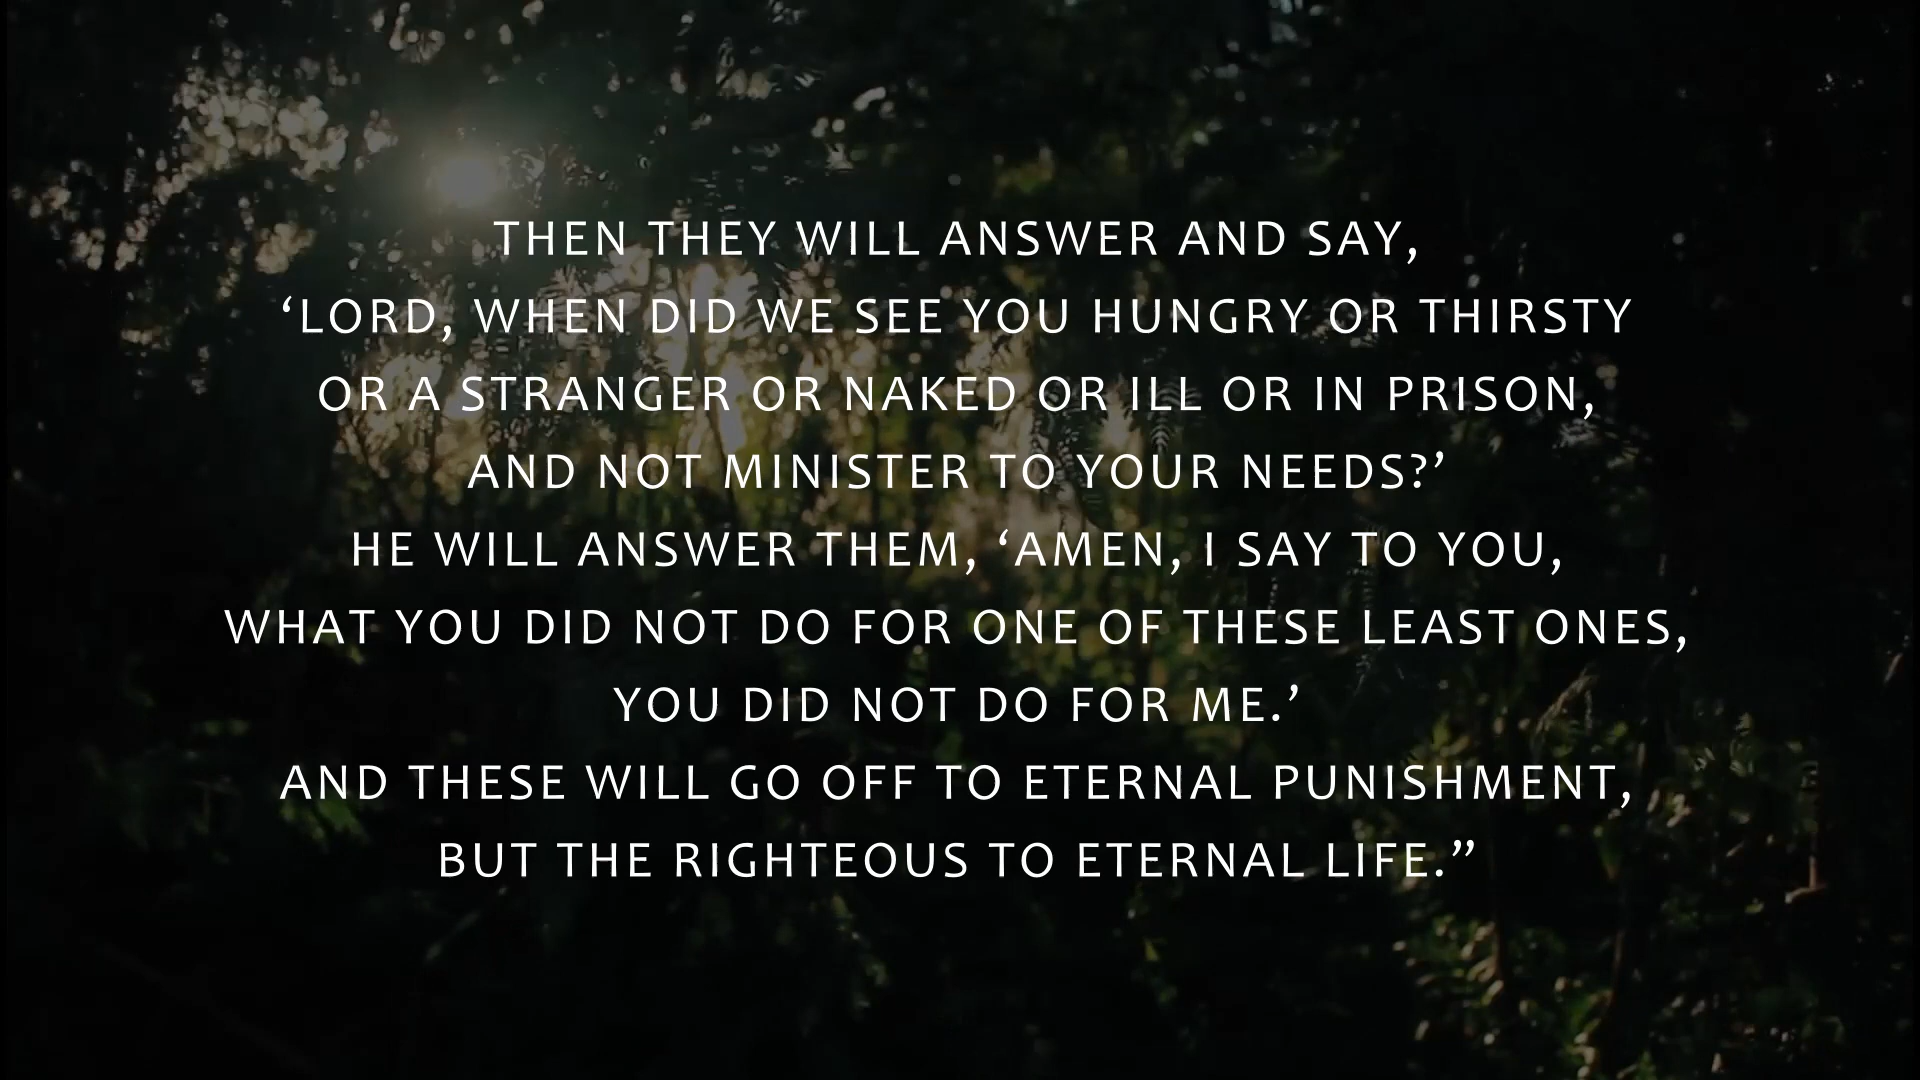 THEN THEY WILL ANSWER AND SAY,
‘LORD, WHEN DID WE SEE YOU HUNGRY OR THIRSTY
OR A STRANGER OR NAKED OR ILL OR IN PRISON,
AND NOT MINISTER TO YOUR NEEDS?’
HE WILL ANSWER THEM, ‘AMEN, I SAY TO YOU,
WHAT YOU DID NOT DO FOR ONE OF THESE LEAST ONES,
YOU DID NOT DO FOR ME.’
AND THESE WILL GO OFF TO ETERNAL PUNISHMENT,
BUT THE RIGHTEOUS TO ETERNAL LIFE.”